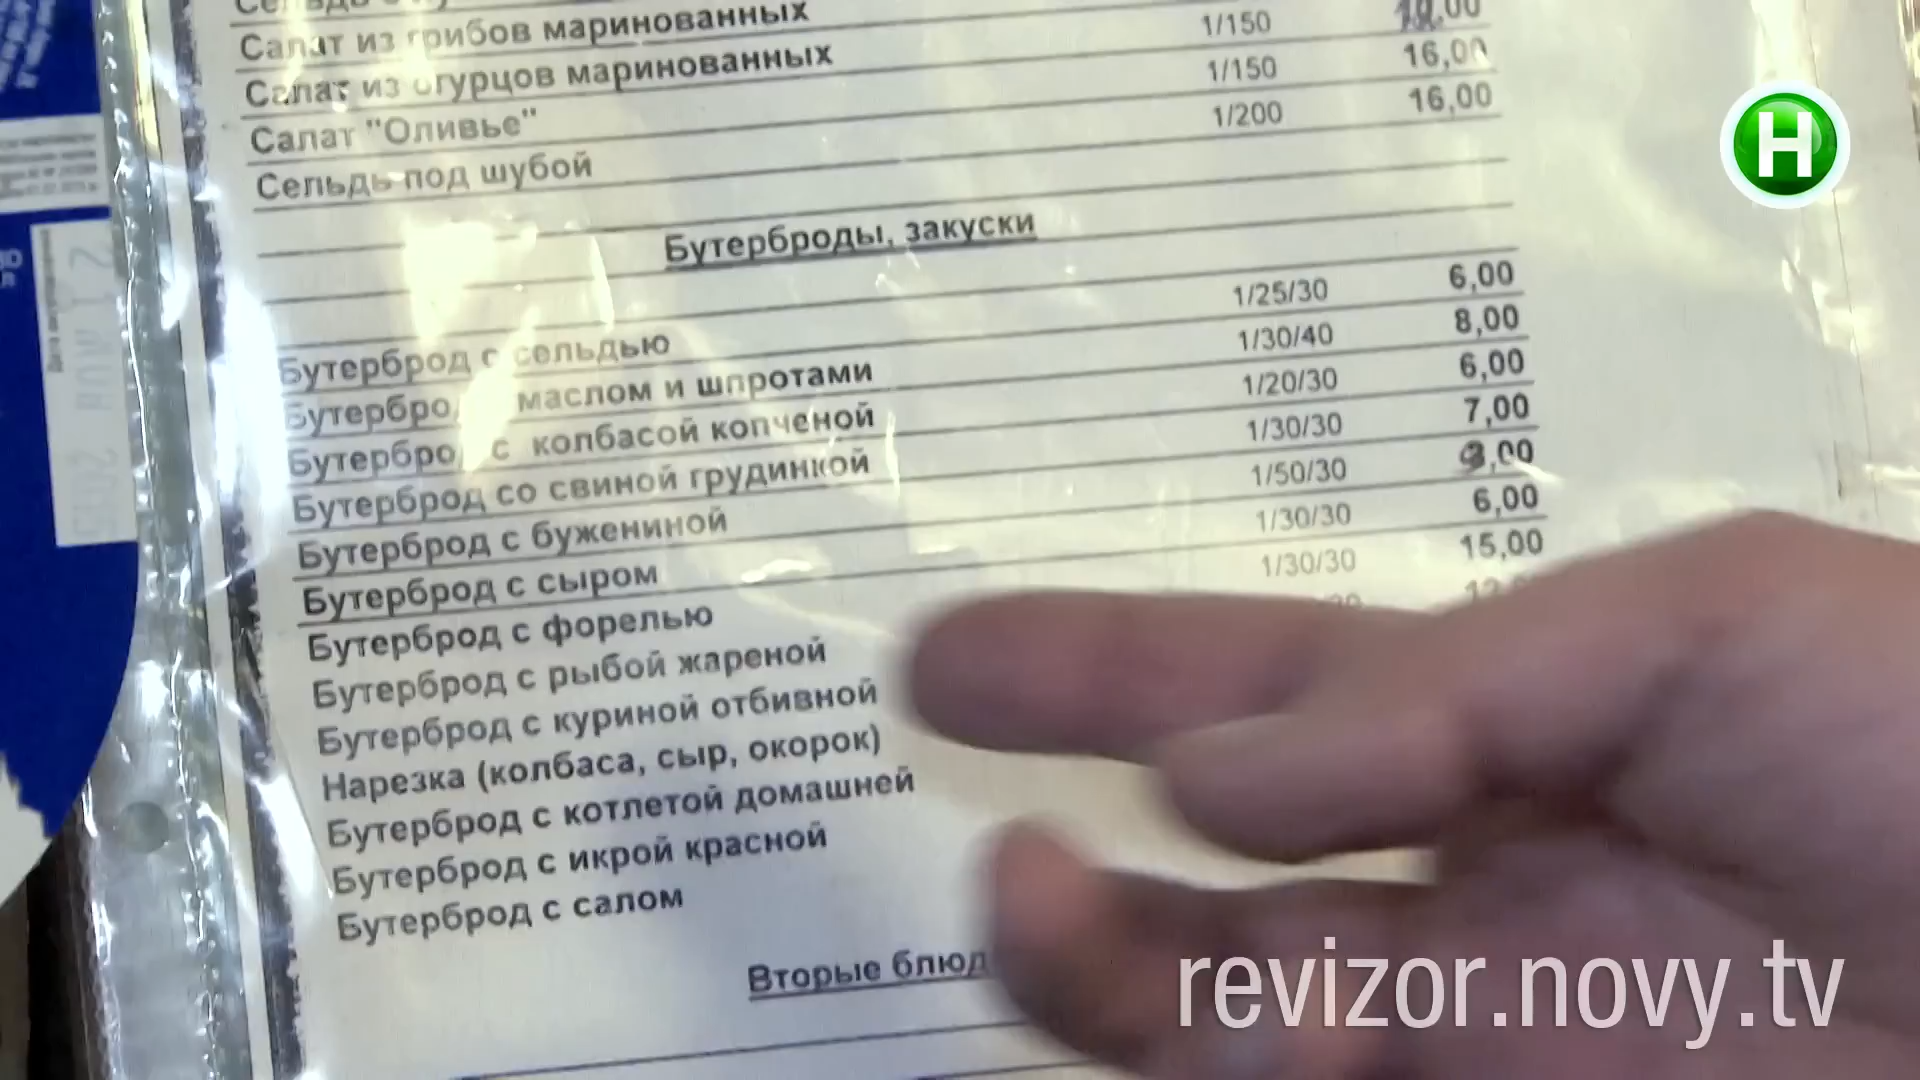 Салат из грибов маринованных
Салат из огурцов маринованных 1/150
Салат "Оливье" 1/150 16,00
Сельдь под шубой 1/200 16,00
Бутерброды, закуски
Бутерброд с сельдью 1/25/30 6,00
Бутерброд маслом и шпротами 1/30/40 8,00
Бутерброд с колбасой копченой 1/20/30 6,00
Бутерброд со свиной грудинкой 1/30/30 7,00
Бутерброд с бужениной 1/50/30
Бутерброд с сыром 1/30/30 6,00
Бутерброд с форелью 1/30/30 15,00
Бутерброд с рыбой жареной
Бутерброд с куриной отбивной
Нарезка (колбаса, сыр, окорок)
Бутерброд с котлетой домашней
Бутерброд с икрой красной
Бутерброд с салом
Вторые блюд
Н
revizor.novy.tv